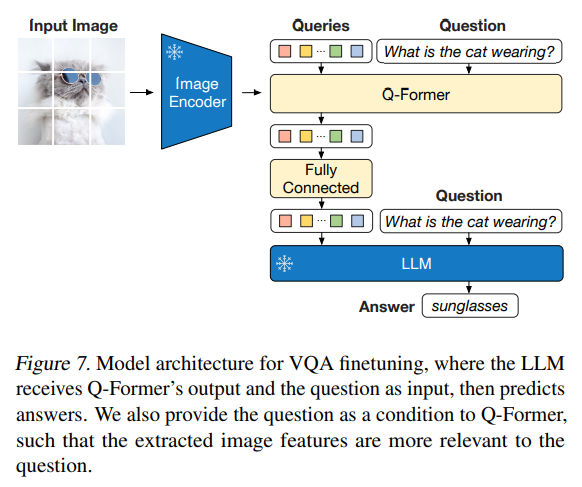 Input Image
Queries
Question
What is the cat wearing?
Image
Encoder
...
Q-Former
...
Fully
Connected
Question
...
What is the cat wearing?
LLM
Answer
sunglasses
Figure 7. Model architecture for VQA finetuning, where the LLM
receives Q-Former's output and the question as input, then predicts
answers. We also provide the question as a condition to Q-Former,
such that the extracted image features are more relevant to the
question.